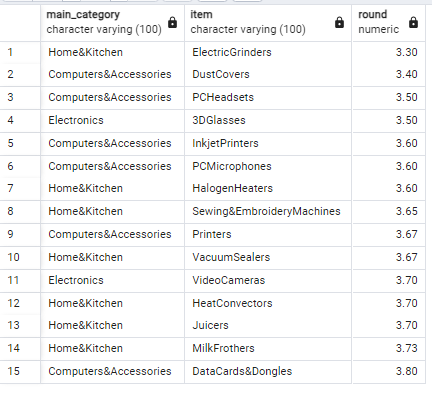 main_category item round
character varying (100) character varying (100) numeric
1 Home&Kitchen ElectricGrinders 3.30
2 Computers&Accessories DustCovers 3.40
3 Computers&Accessories PCHeadsets 3.50
4 Electronics 3DGlasses 3.50
5 Computers&Accessories InkjetPrinters 3.60
6 Computers&Accessories PCMicrophones 3.60
7 Home&Kitchen HalogenHeaters 3.60
8 Home&Kitchen Sewing&EmbroideryMachines 3.65
9 Computers&Accessories Printers 3.67
10 Home&Kitchen VacuumSealers 3.67
11 Electronics VideoCameras 3.70
12 Home&Kitchen HeatConvectors 3.70
13 Home&Kitchen Juicers 3.70
14 Home&Kitchen MilkFrothers 3.73
15 Computers&Accessories DataCards&Dongles 3.80